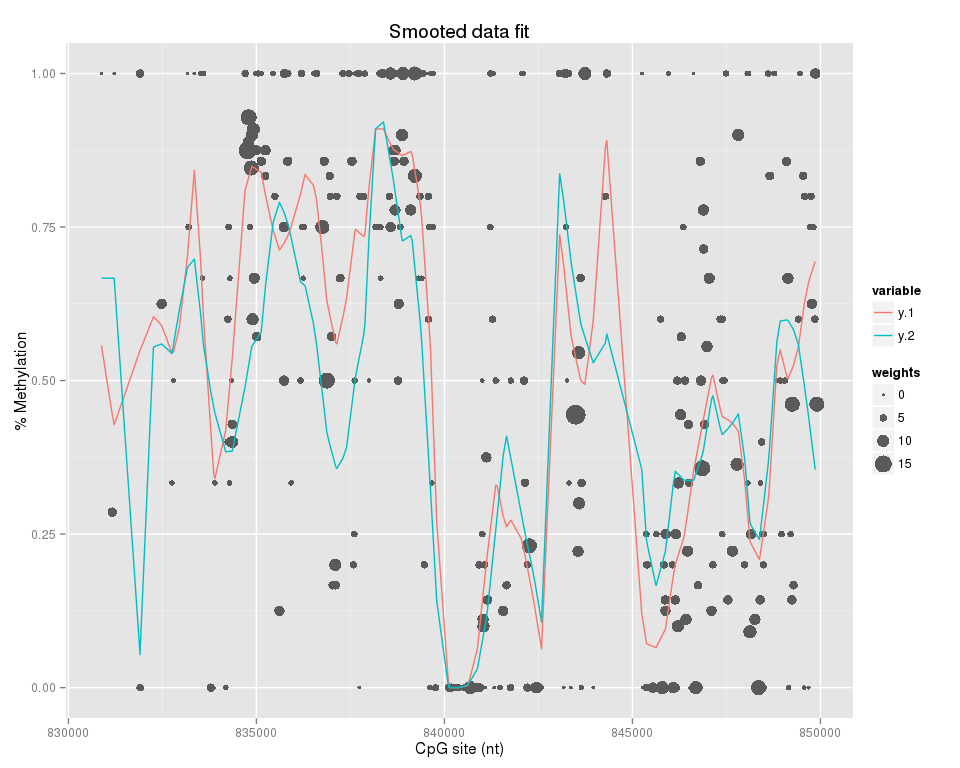 Smooted data fit
% Methylation
1.00
0.75
0.50
0.25
0.00
830000 835000 840000 845000 850000
CpG site (nt)
variable
y.1
y.2
weights
0
5
10
15